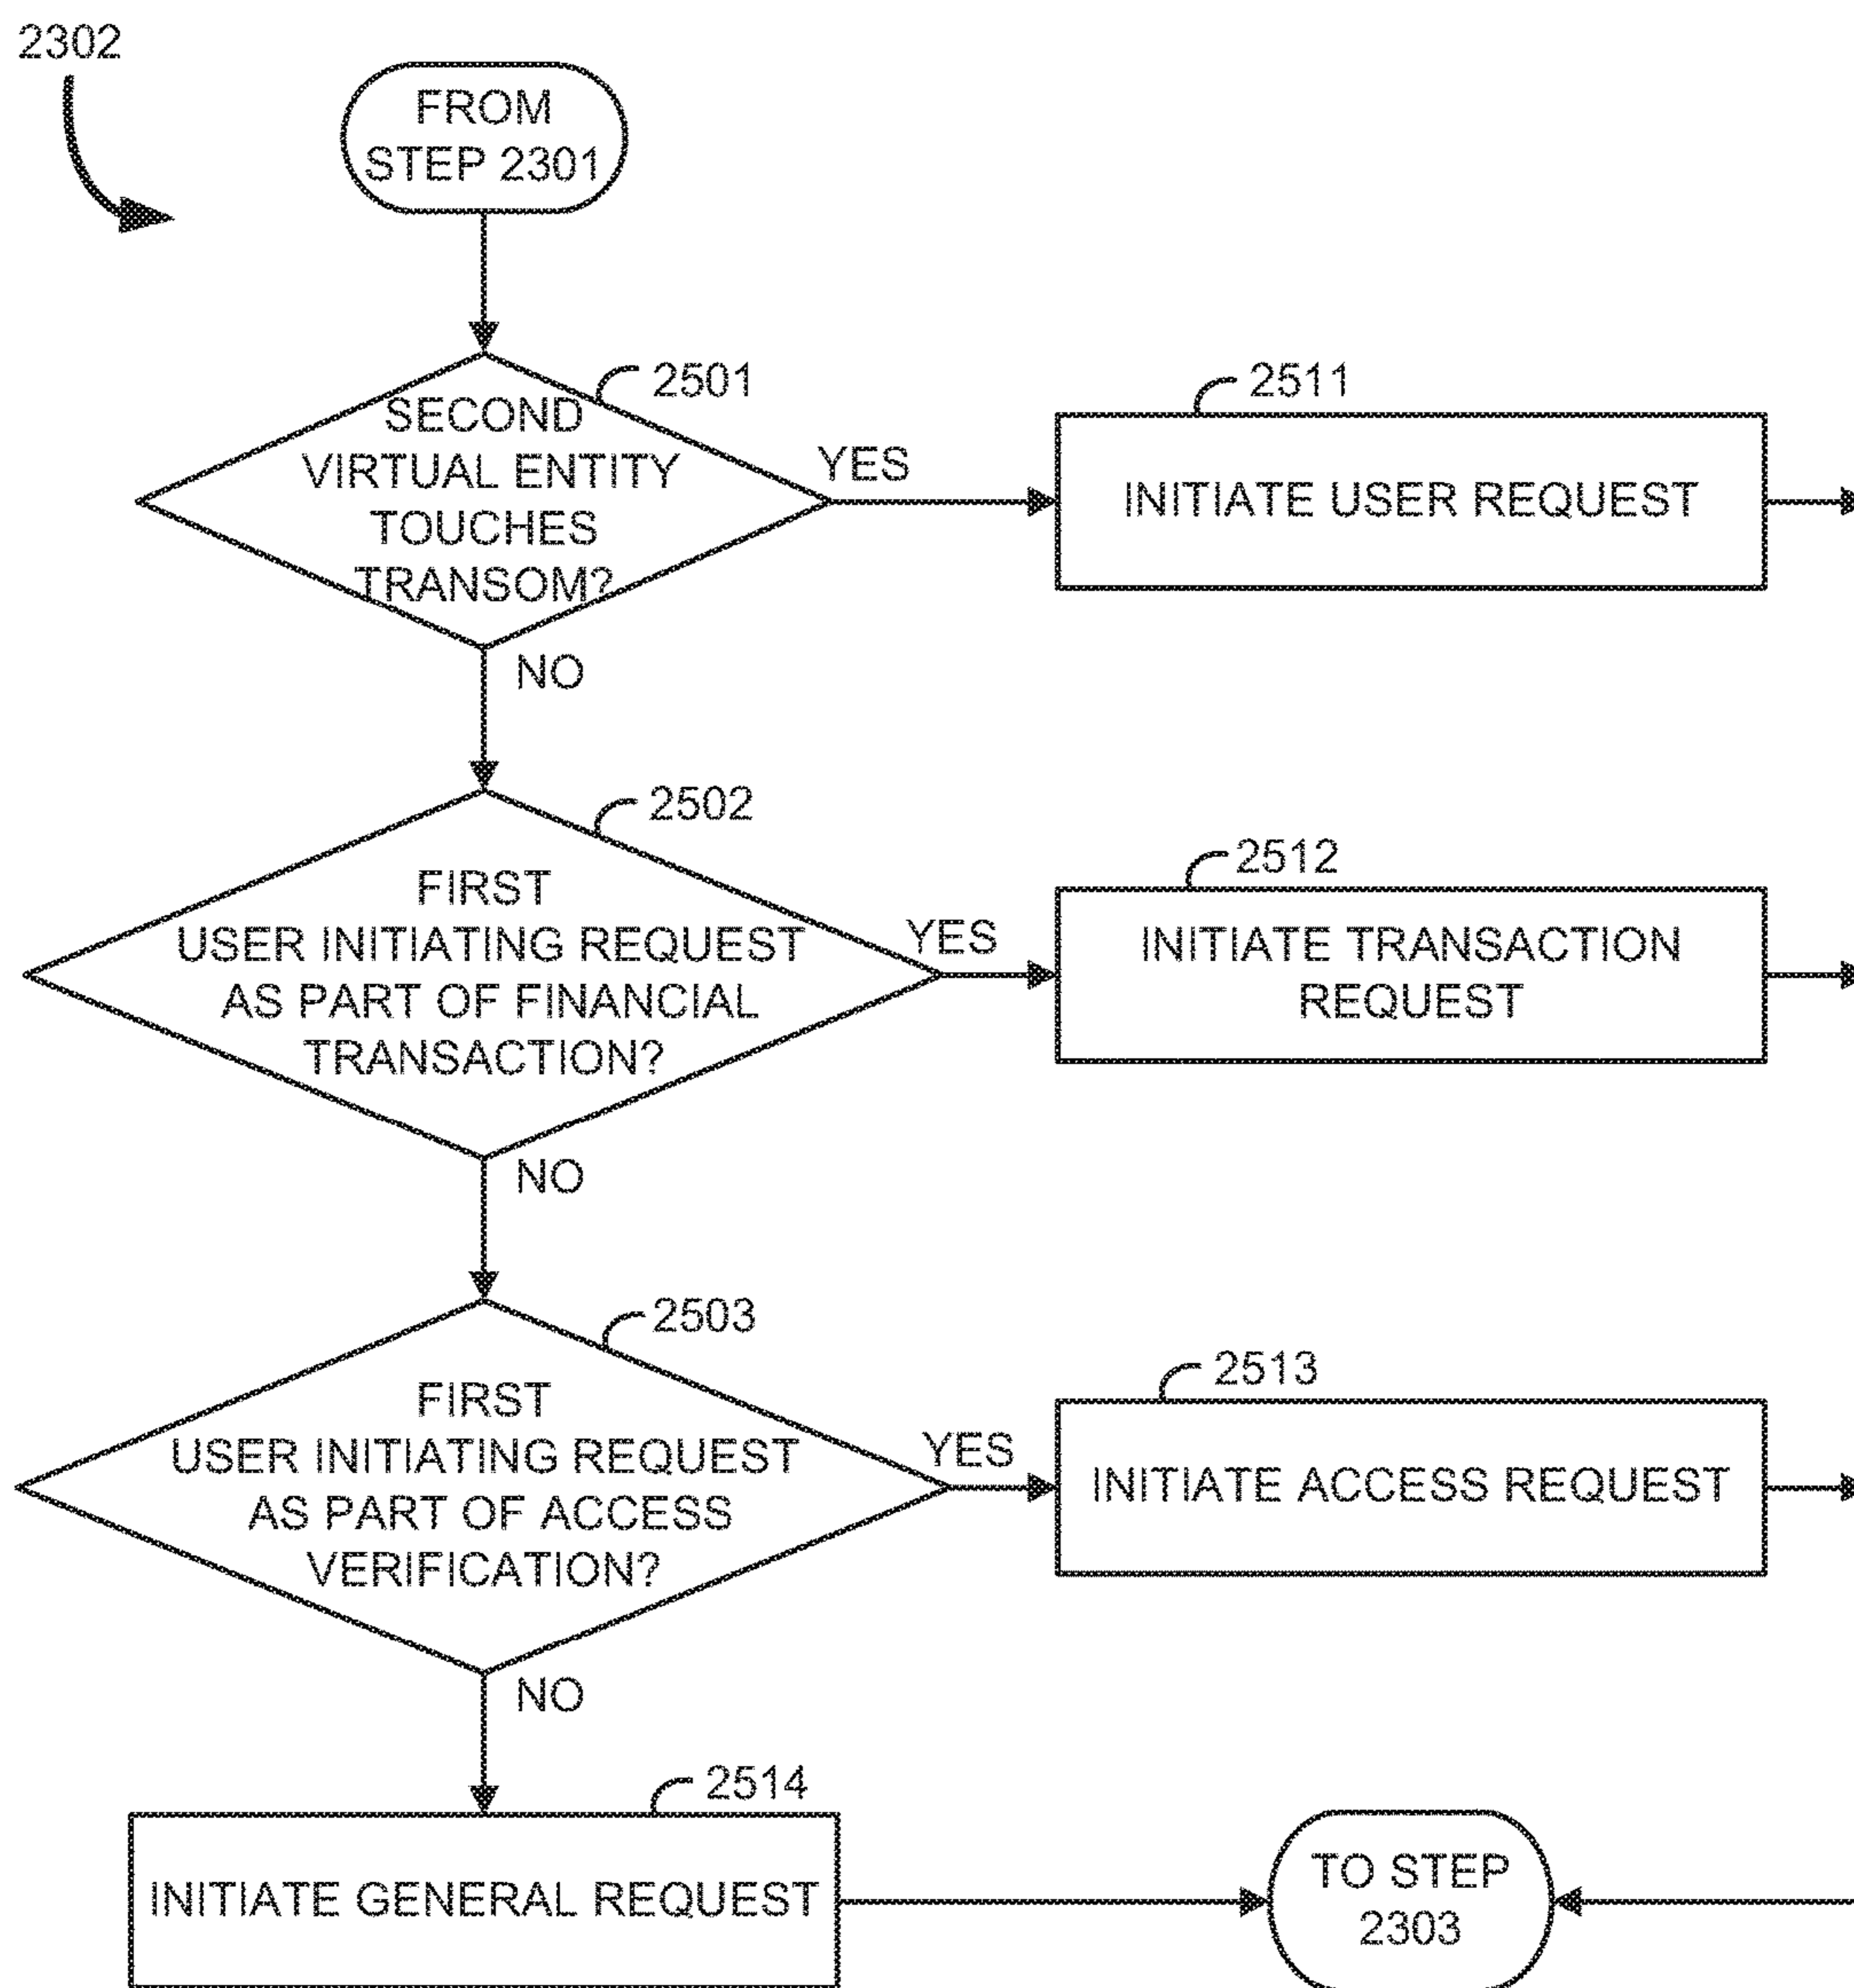 2302
FROM
STEP 2301
2501
SECOND
VIRTUAL ENTITY
TOUCHES
TRANSOM?
YES
2511
INITIATE USER REQUEST
NO
2502
FIRST
USER INITIATING REQUEST
AS PART OF FINANCIAL
TRANSACTION?
YES
2512
INITIATE TRANSACTION
REQUEST
NO
2503
FIRST
USER INITIATING REQUEST
AS PART OF ACCESS
VERIFICATION?
YES
2513
INITIATE ACCESS REQUEST
NO
2514
INITIATE GENERAL REQUEST
TO STEP
2303